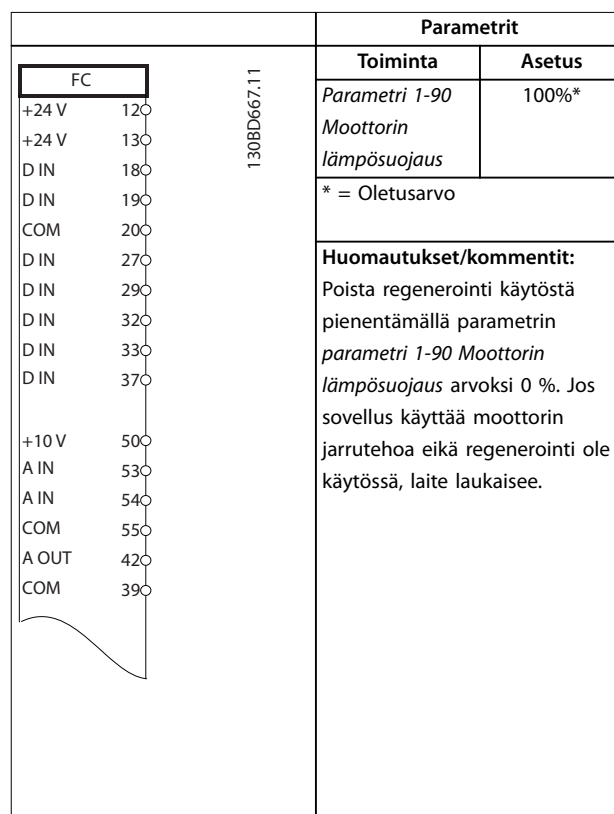 Parametrit
FC
+24 V 12
+24 V 13
D IN 18
D IN 19
COM 20
D IN 27
D IN 29
D IN 32
D IN 33
D IN 37
+10 V 50
A IN 53
A IN 54
COM 55
A OUT 42
COM 39
130BD667.11
Toiminta Asetus
Parametri 1-90 100%*
Moottorin
lämpösuojaus
* = Oletusarvo
Huomautukset/kommentit:
Poista regenerointi käytöstä
pienentämällä parametrin
parametri 1-90 Moottorin
lämpösuojaus arvoksi 0 %. Jos
sovellus käyttää moottorin
jarrutehoa eikä regenerointi ole
käytössä, laite laukaisee.